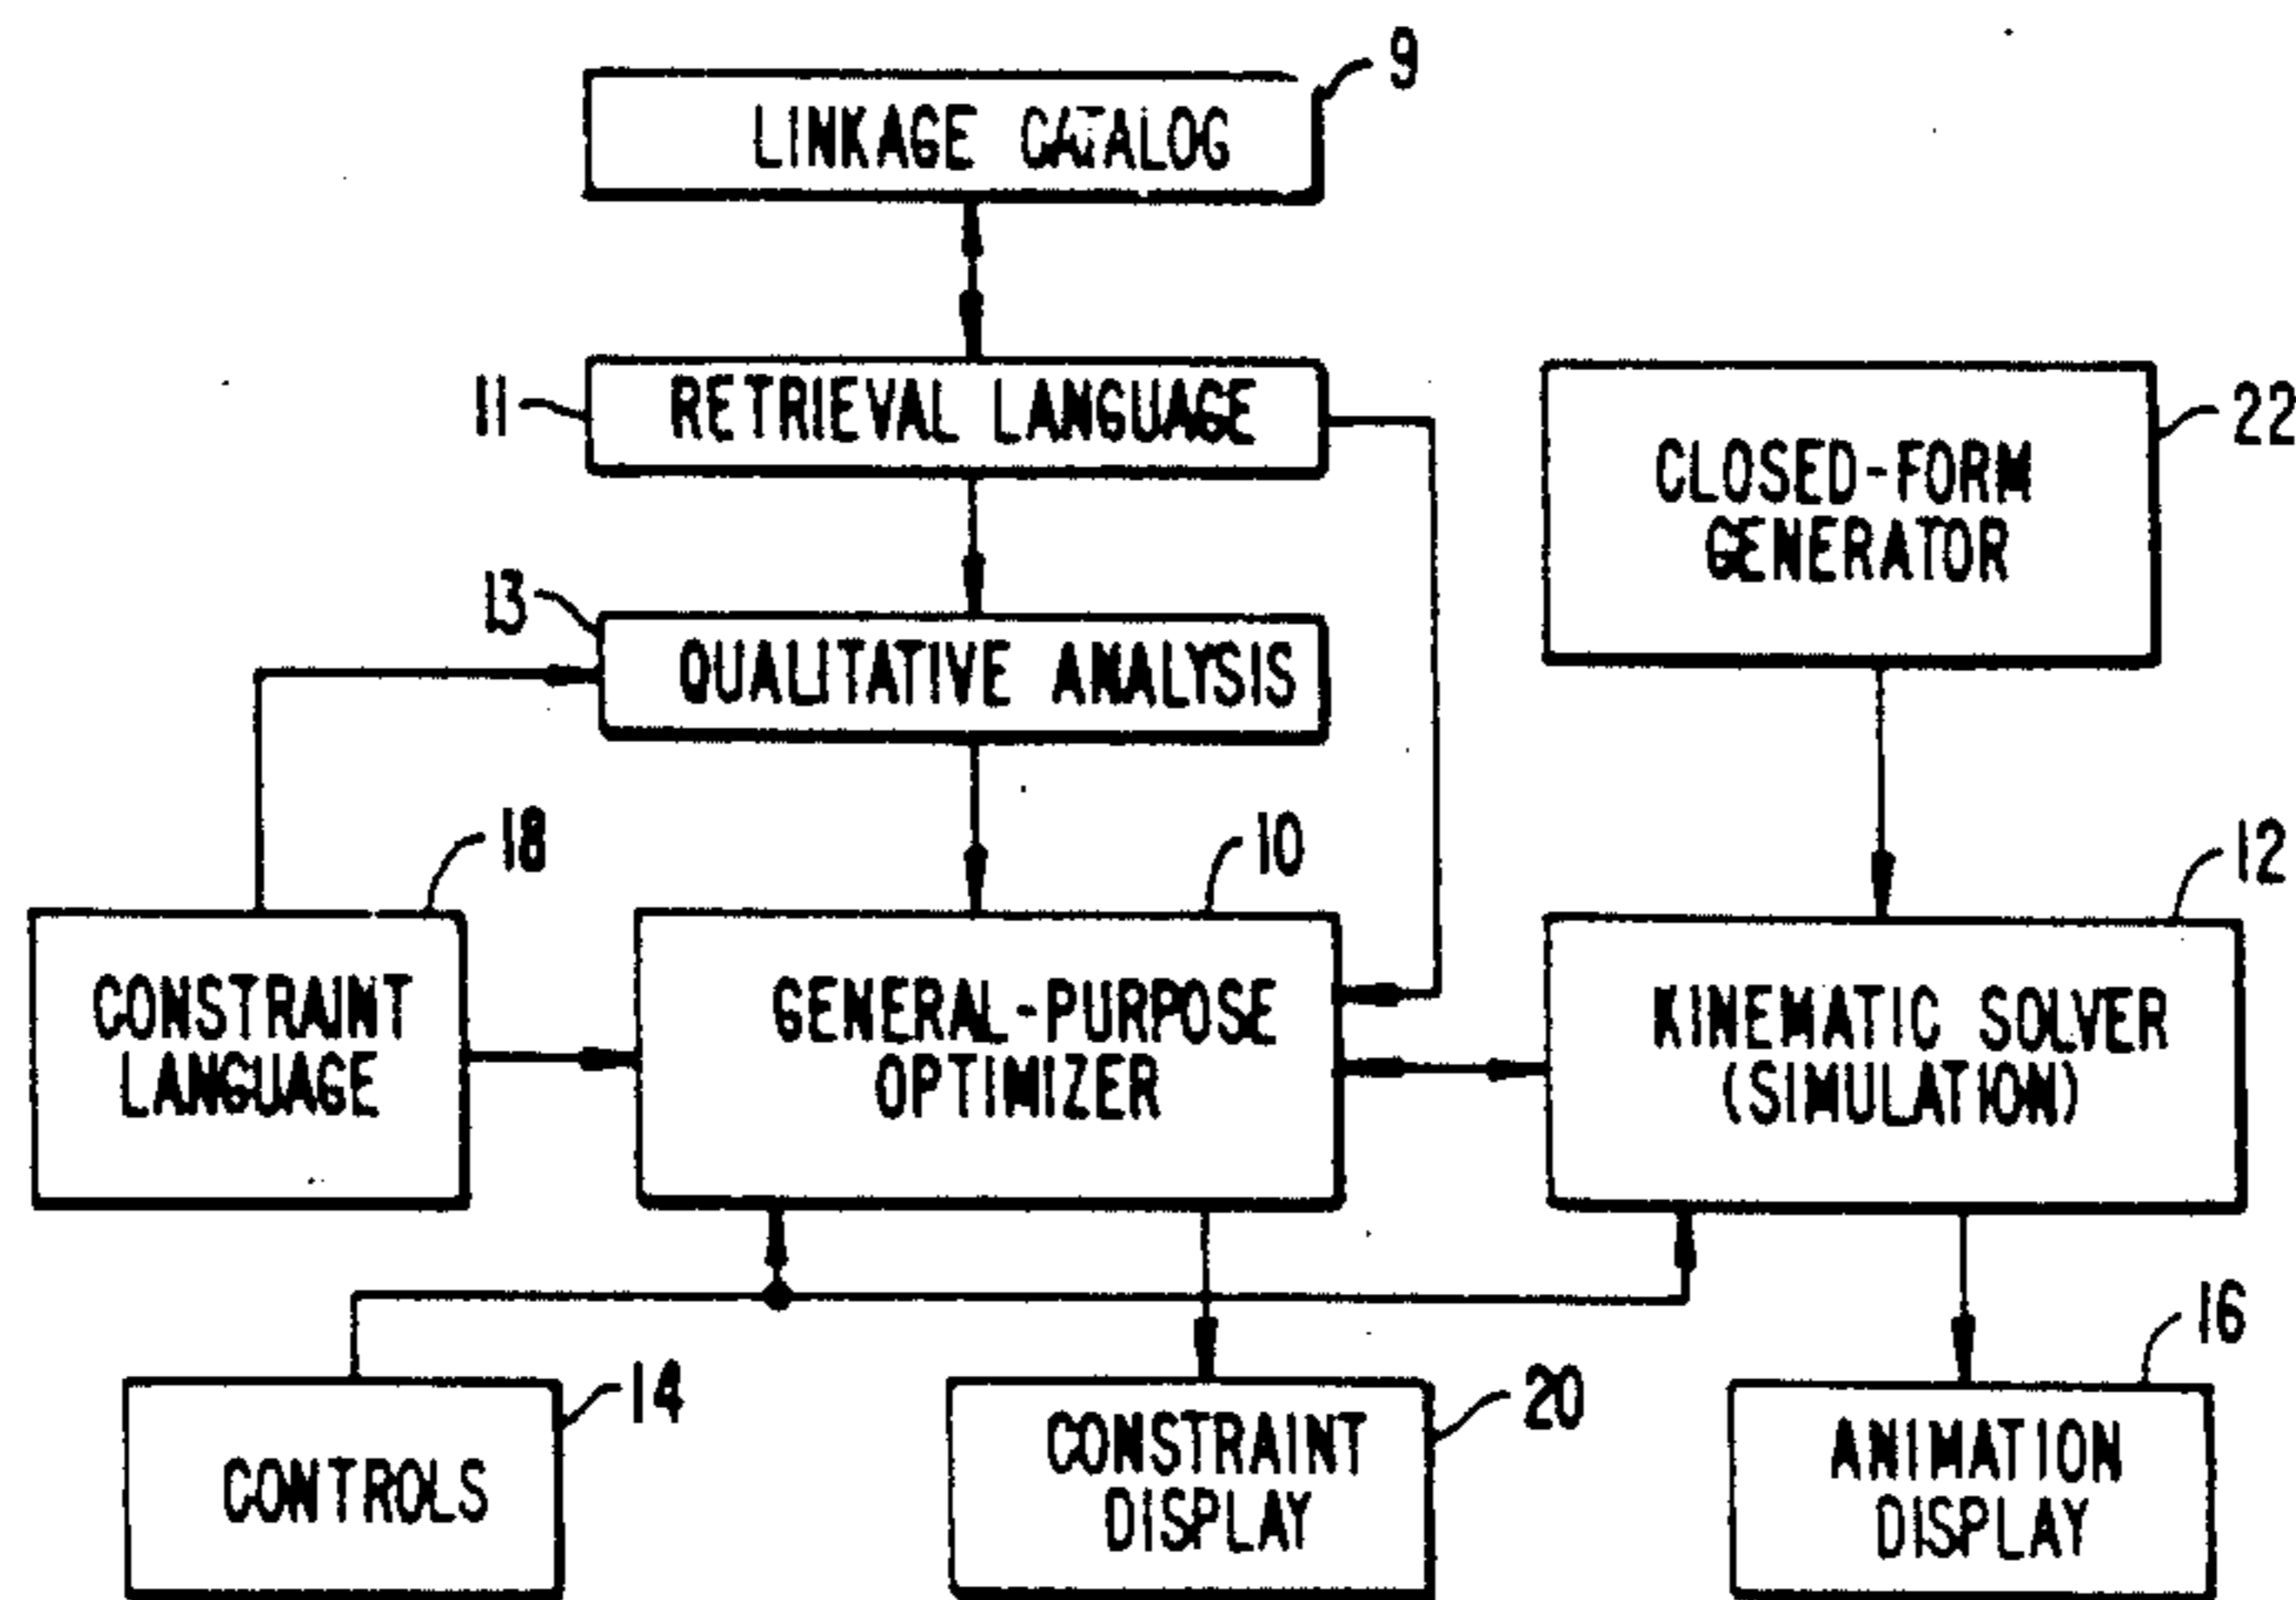 9
LINKAGE CATALOG
11
RETRIEVAL LANGUAGE
22
CLOSED-FORM
GENERATOR
13
QUALITATIVE ANALYSIS
18
CONSTRAINT
LANGUAGE
10
GENERAL-PURPOSE
OPTIMIZER
12
KINEMATIC SOLVER
(SIMULATION)
14
CONTROLS
20
CONSTRAINT
DISPLAY
16
ANIMATION
DISPLAY